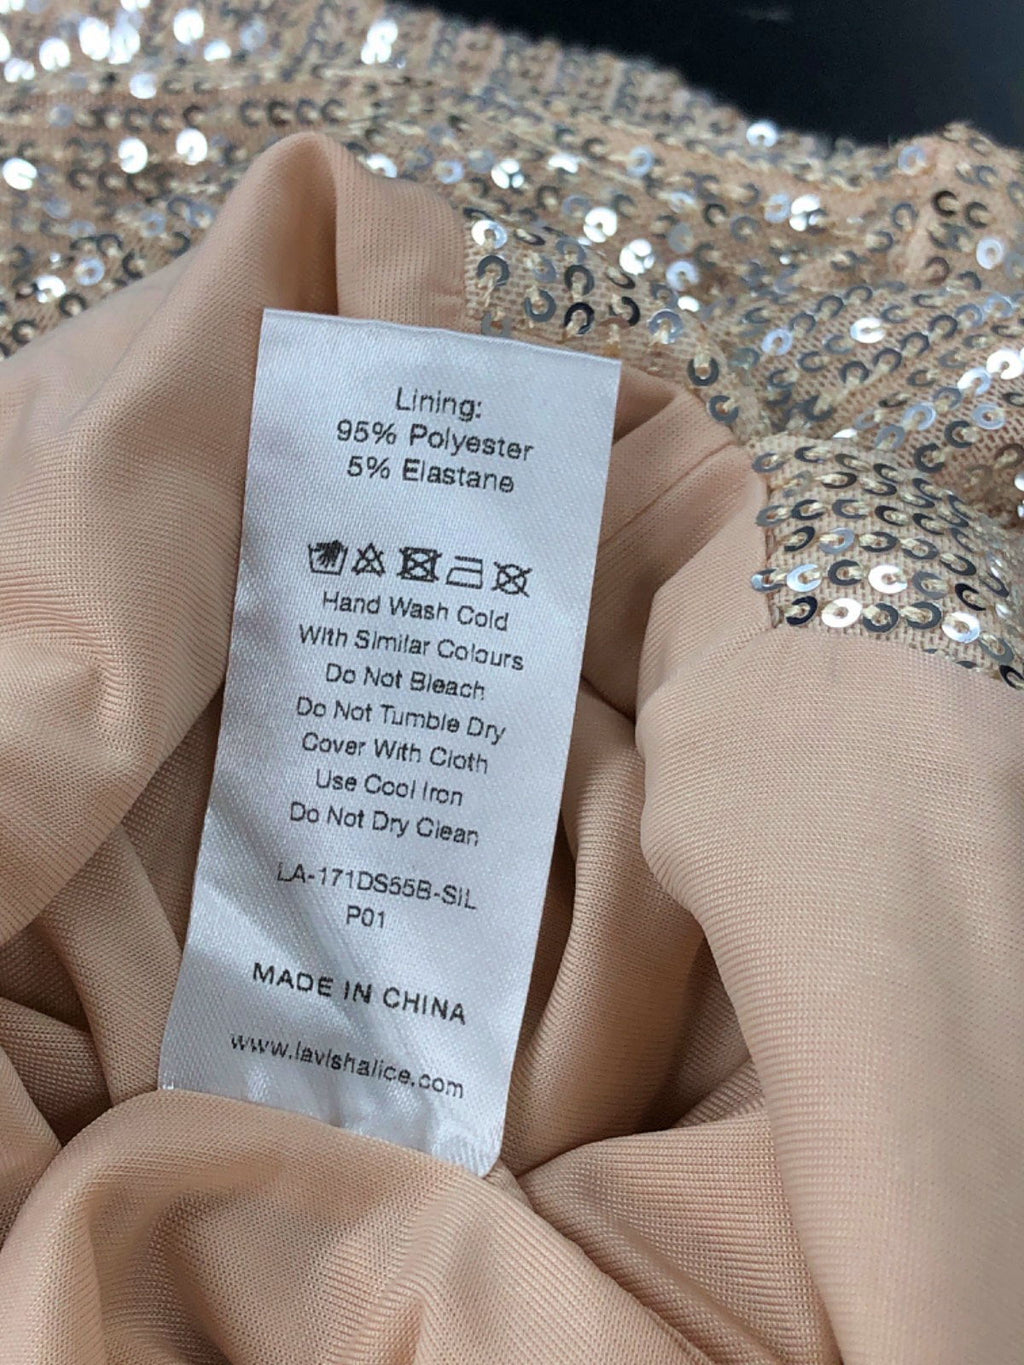 Lining:
95% Polyester
5% Elastane
Hand Wash Cold
With Similar Colours
Do Not Bleach
Do Not Tumble Dry
Cover With Cloth
Use Cool Iron
Do Not Dry Clean
LA-171DS55B-SIL
P01
MADE IN CHINA
www.lavishalice.com